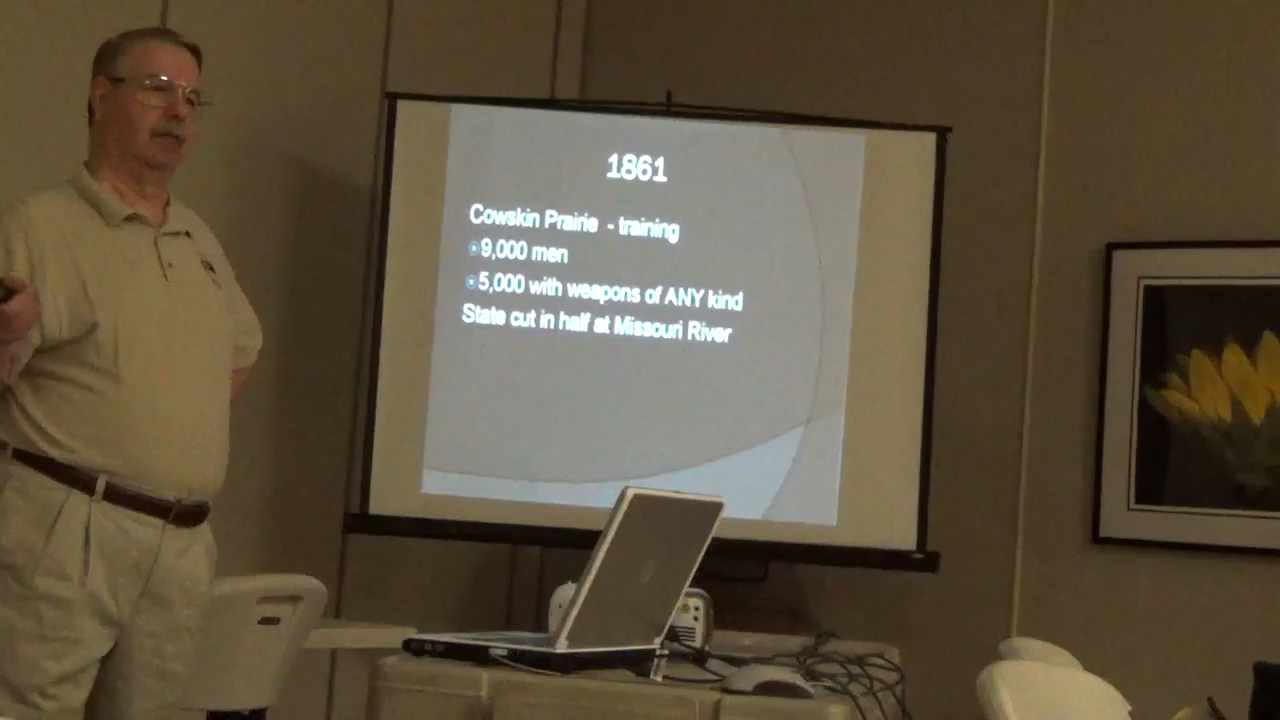 1861
Cowskin Prairie - training
9,000 men
5,000 with weapons of ANY kind
State cut in half at Missouri River